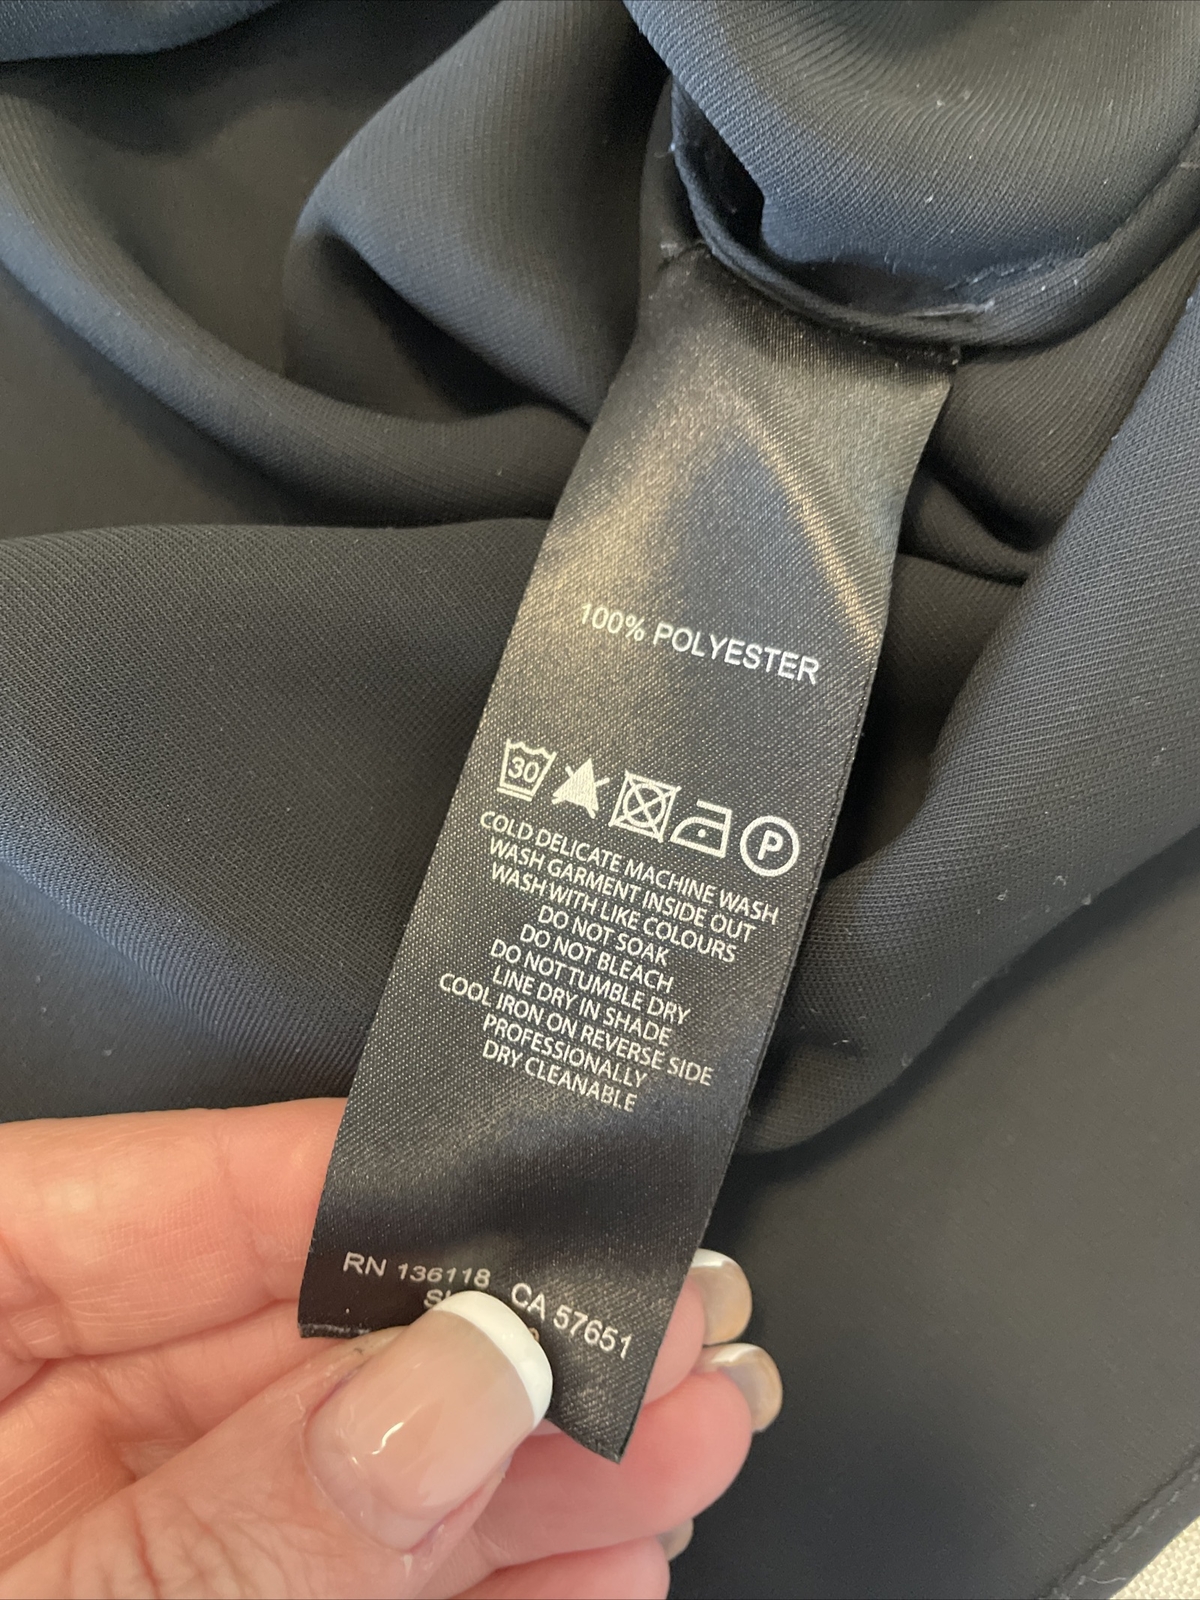 100% POLYESTER
30 P
COLD DELICATE MACHINE WASH
WASH GARMENT INSIDE OUT
WASH WITH LIKE COLOURS
DO NOT SOAK
DO NOT BLEACH
DO NOT TUMBLE DRY
LINE DRY IN SHADE
COOL IRON ON REVERSE SIDE
PROFESSIONALLY
DRY CLEANABLE
RN 136118 CA 57651